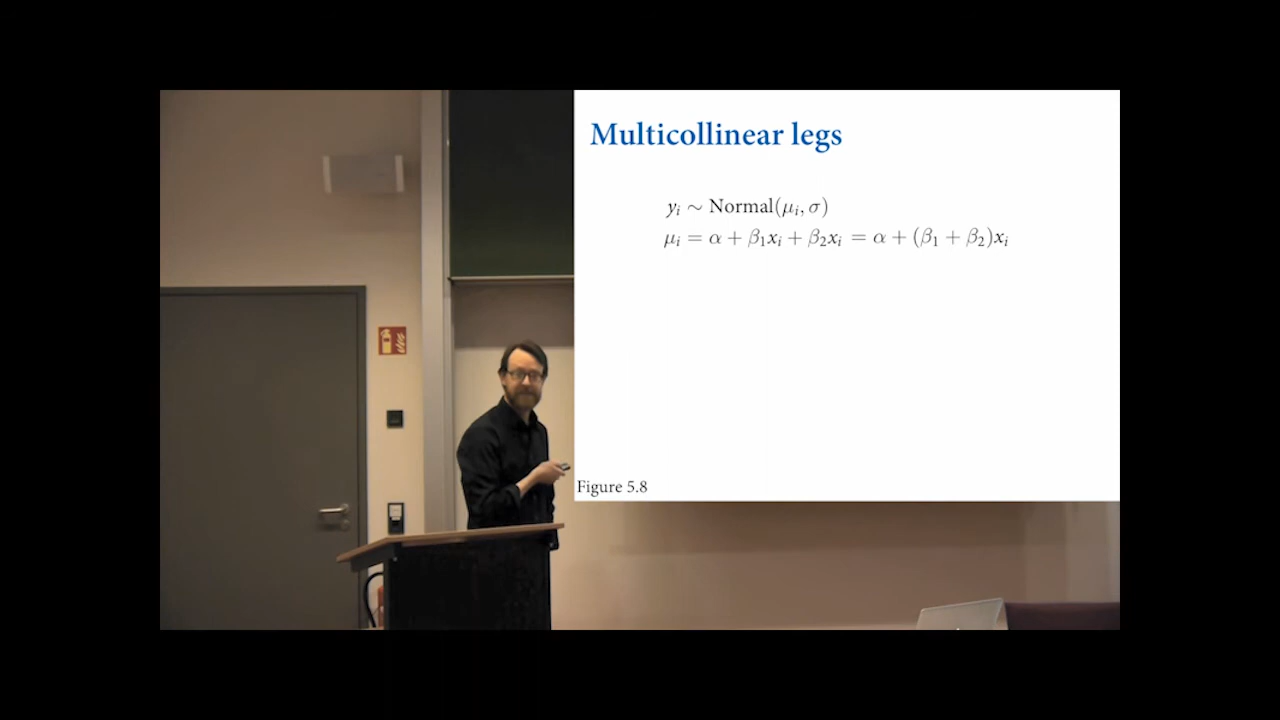 Multicollinear legs
yᵢ ∼ Normal(μᵢ, σ)
μᵢ = α + β₁xᵢ + β₂xᵢ = α + (β₁ + β₂)xᵢ
Figure 5.8